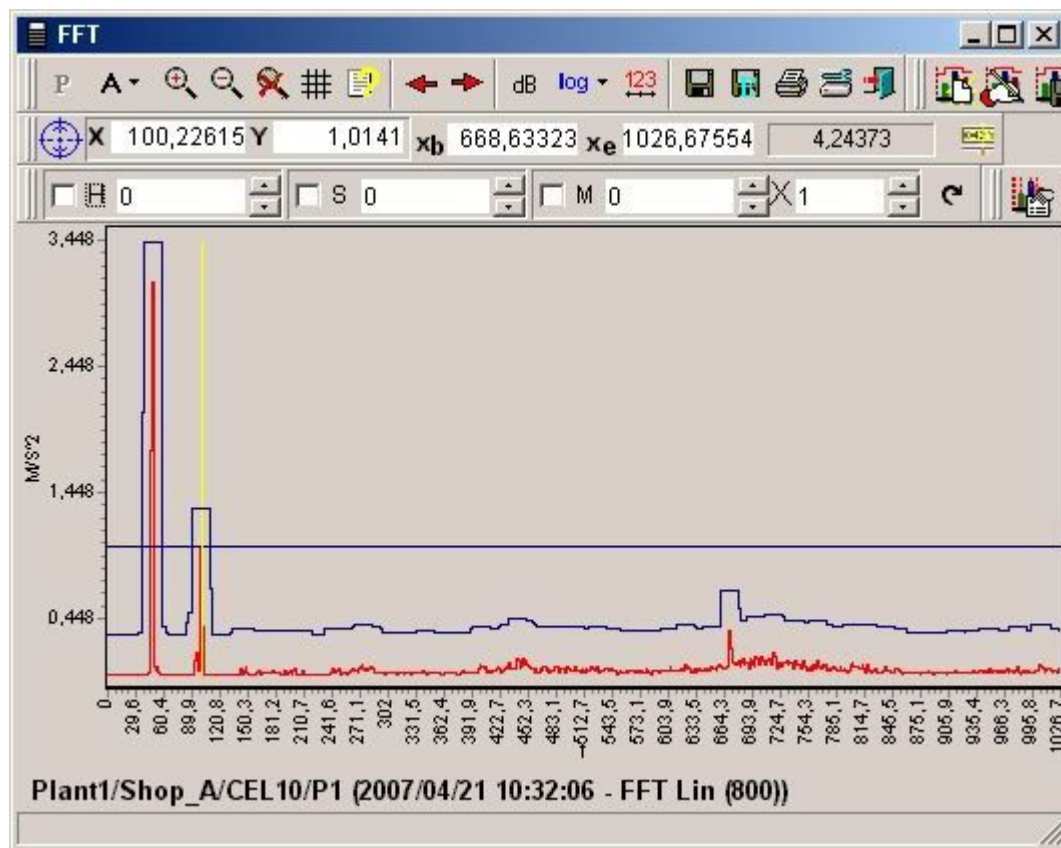 FFT
P A dB log 123
X 100,22615 Y 1,0141 xb 668,63323 xe 1026,67554 4,24373
H 0 S 0 M 0 X 1
3,448
2,448
M/S^2
1,448
0,448
0 29,6 60,4 89,9 120,8 150,3 181,2 210,7 241,6 271,1 302 331,5 362,4 391,9 422,7 452,3 483,1 512,7 543,5 573,1 603,9 633,5 664,3 693,9 724,7 754,3 785,1 814,7 845,5 875,1 905,9 935,4 966,3 995,8 1026,7
Plant1/Shop_A/CEL10/P1 (2007/04/21 10:32:06 - FFT Lin (800))